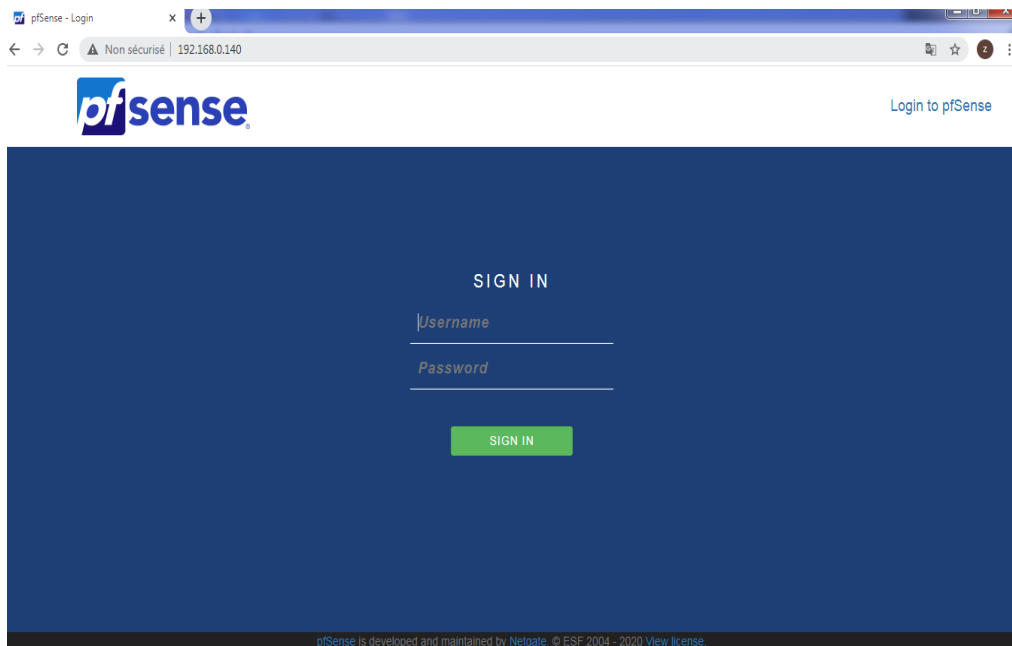 pfSense - Login
Non sécurisé | 192.168.0.140
z
pfsense
Login to pfSense
SIGN IN
Username
Password
SIGN IN
pfSense is developed and maintained by Netgate. © ESF 2004 - 2020 View license.